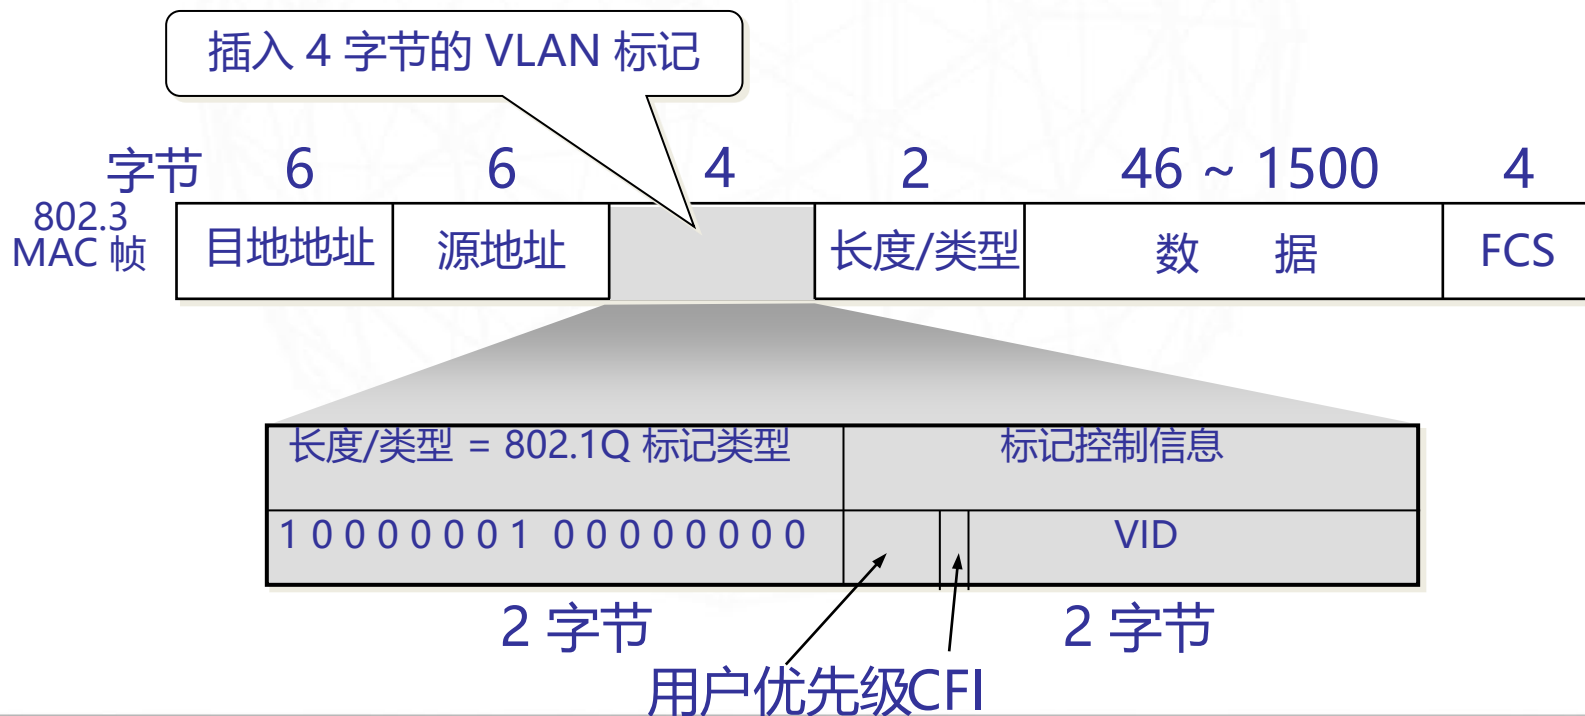 插入 4 字节的 VLAN 标记
字节 6 6 4 2 46 ~ 1500 4
802.3
MAC 帧
目地地址 源地址 长度/类型 数 据 FCS
长度/类型 = 802.1Q 标记类型 标记控制信息
1 0 0 0 0 0 0 1 0 0 0 0 0 0 0 0 VID
2 字节 2 字节
用户优先级 CFI